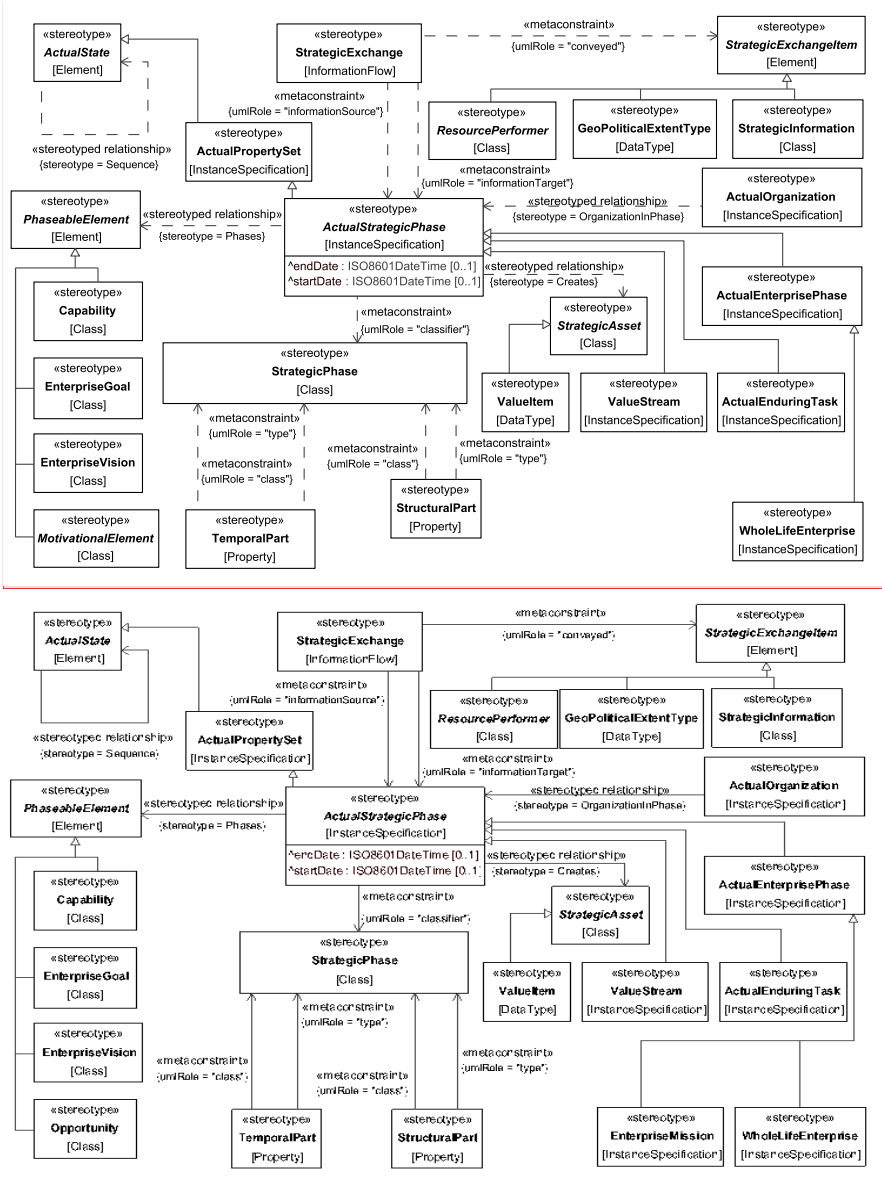 «stereotype»
ActualState
[Element]
«stereotyped relationship»
{stereotype = Sequence}
«stereotype»
StrategicExchange
[InformationFlow]
«metaconstraint»
{umlRole = "conveyed"}
«stereotype»
StrategicExchangeItem
[Element]
«metaconstraint»
{umlRole = "informationSource"}
«stereotype»
ResourcePerformer
[Class]
«stereotype»
GeoPoliticalExtentType
[DataType]
«stereotype»
StrategicInformation
[Class]
«stereotype»
ActualPropertySet
[InstanceSpecification]
«metaconstraint»
{umlRole = "informationTarget"}
«stereotype»
PhaseableElement
[Element]
«stereotyped relationship»
{stereotype = Phases}
«stereotype»
ActualStrategicPhase
[InstanceSpecification]
^endDate : ISO8601DateTime [0..1]
^startDate : ISO8601DateTime [0..1]
«stereotyped relationship»
{stereotype = OrganizationInPhase}
«stereotype»
ActualOrganization
[InstanceSpecification]
«stereotyped relationship»
{stereotype = Creates}
«stereotype»
ActualEnterprisePhase
[InstanceSpecification]
«stereotype»
Capability
[Class]
«metaconstraint»
{umlRole = "classifier"}
«stereotype»
StrategicAsset
[Class]
«stereotype»
StrategicPhase
[Class]
«stereotype»
EnterpriseGoal
[Class]
«stereotype»
ValueItem
[DataType]
«stereotype»
ValueStream
[InstanceSpecification]
«stereotype»
ActualEnduringTask
[InstanceSpecification]
«metaconstraint»
{umlRole = "type"}
«metaconstraint»
{umlRole = "class"}
«metaconstraint»
{umlRole = "class"}
«metaconstraint»
{umlRole = "type"}
«stereotype»
EnterpriseVision
[Class]
«stereotype»
MotivationalElement
[Class]
«stereotype»
TemporalPart
[Property]
«stereotype»
StructuralPart
[Property]
«stereotype»
WholeLifeEnterprise
[InstanceSpecification]
«stereotype»
ActualState
[Element]
«stereotyped relationship»
{stereotype = Sequence}
«stereotype»
StrategicExchange
[InformationFlow]
«metaconstraint»
{umlRole = "conveyed"}
«stereotype»
StrategicExchangeItem
[Element]
«metaconstraint»
{umlRole = "informationSource"}
«stereotype»
ResourcePerformer
[Class]
«stereotype»
GeoPoliticalExtentType
[DataType]
«stereotype»
StrategicInformation
[Class]
«stereotype»
ActualPropertySet
[InstanceSpecification]
«metaconstraint»
{umlRole = "informationTarget"}
«stereotype»
PhaseableElement
[Element]
«stereotyped relationship»
{stereotype = Phases}
«stereotype»
ActualStrategicPhase
[InstanceSpecification]
^endDate : ISO8601DateTime [0..1]
^startDate : ISO8601DateTime [0..1]
«stereotyped relationship»
{stereotype = OrganizationInPhase}
«stereotype»
ActualOrganization
[InstanceSpecification]
«stereotyped relationship»
{stereotype = Creates}
«stereotype»
ActualEnterprisePhase
[InstanceSpecification]
«stereotype»
Capability
[Class]
«metaconstraint»
{umlRole = "classifier"}
«stereotype»
StrategicAsset
[Class]
«stereotype»
StrategicPhase
[Class]
«stereotype»
EnterpriseGoal
[Class]
«stereotype»
ValueItem
[DataType]
«stereotype»
ValueStream
[InstanceSpecification]
«stereotype»
ActualEnduringTask
[InstanceSpecification]
«metaconstraint»
{umlRole = "type"}
«metaconstraint»
{umlRole = "class"}
«metaconstraint»
{umlRole = "class"}
«metaconstraint»
{umlRole = "type"}
«stereotype»
EnterpriseVision
[Class]
«stereotype»
Opportunity
[Class]
«stereotype»
TemporalPart
[Property]
«stereotype»
StructuralPart
[Property]
«stereotype»
EnterpriseMission
[InstanceSpecification]
«stereotype»
WholeLifeEnterprise
[InstanceSpecification]